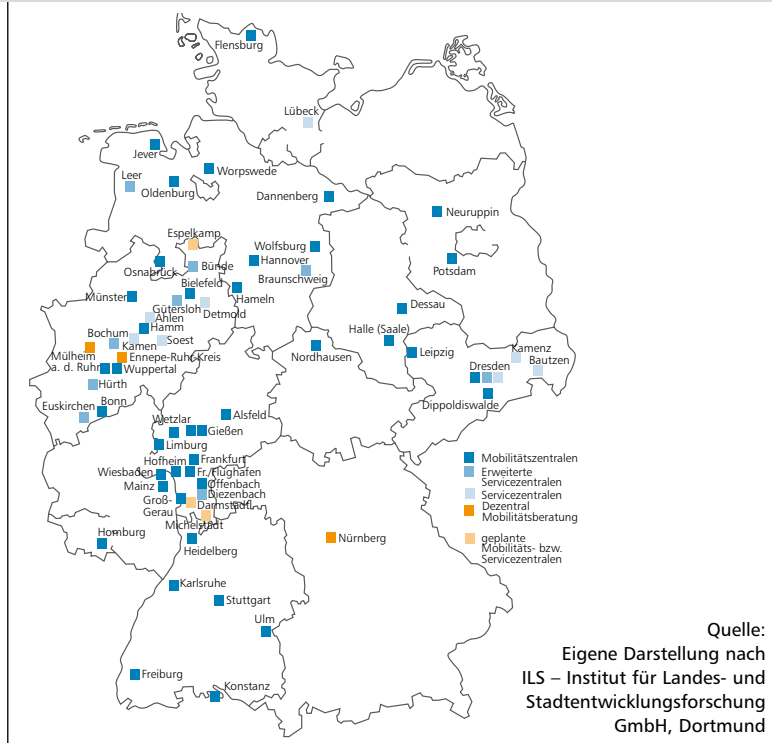 Flensburg
Lübeck
Jever
Worpswede
Leer
Oldenburg
Dannenberg
Neuruppin
Espelkamp
Wolfsburg
Hannover
Osnabrück
Bünde
Braunschweig
Potsdam
Bielefeld
Münster
Hameln
Gütersloh
Detmold
Dessau
Ahlen
Hamm
Bochum
Soest
Halle (Saale)
Kamen
Leipzig
Kamenz
Mülheim
a. d. Ruhr
Ennepe-Ruhr-Kreis
Nordhausen
Bautzen
Wuppertal
Dresden
Hürth
Dippoldiswalde
Euskirchen
Bonn
Wetzlar
Alsfeld
Gießen
Limburg
Hofheim
Frankfurt
Wiesbaden
Fr./Flughafen
Mainz
Offenbach
Diezenbach
Groß-
Gerau
Darmstadt
Michelstadt
Homburg
Heidelberg
Nürnberg
Karlsruhe
Stuttgart
Ulm
Freiburg
Konstanz
Mobilitätszentralen
Erweiterte
Servicezentralen
Servicezentralen
Dezentral
Mobilitätsberatung
geplante
Mobilitäts- bzw.
Servicezentralen
Quelle:
Eigene Darstellung nach
ILS – Institut für Landes- und
Stadtentwicklungsforschung
GmbH, Dortmund